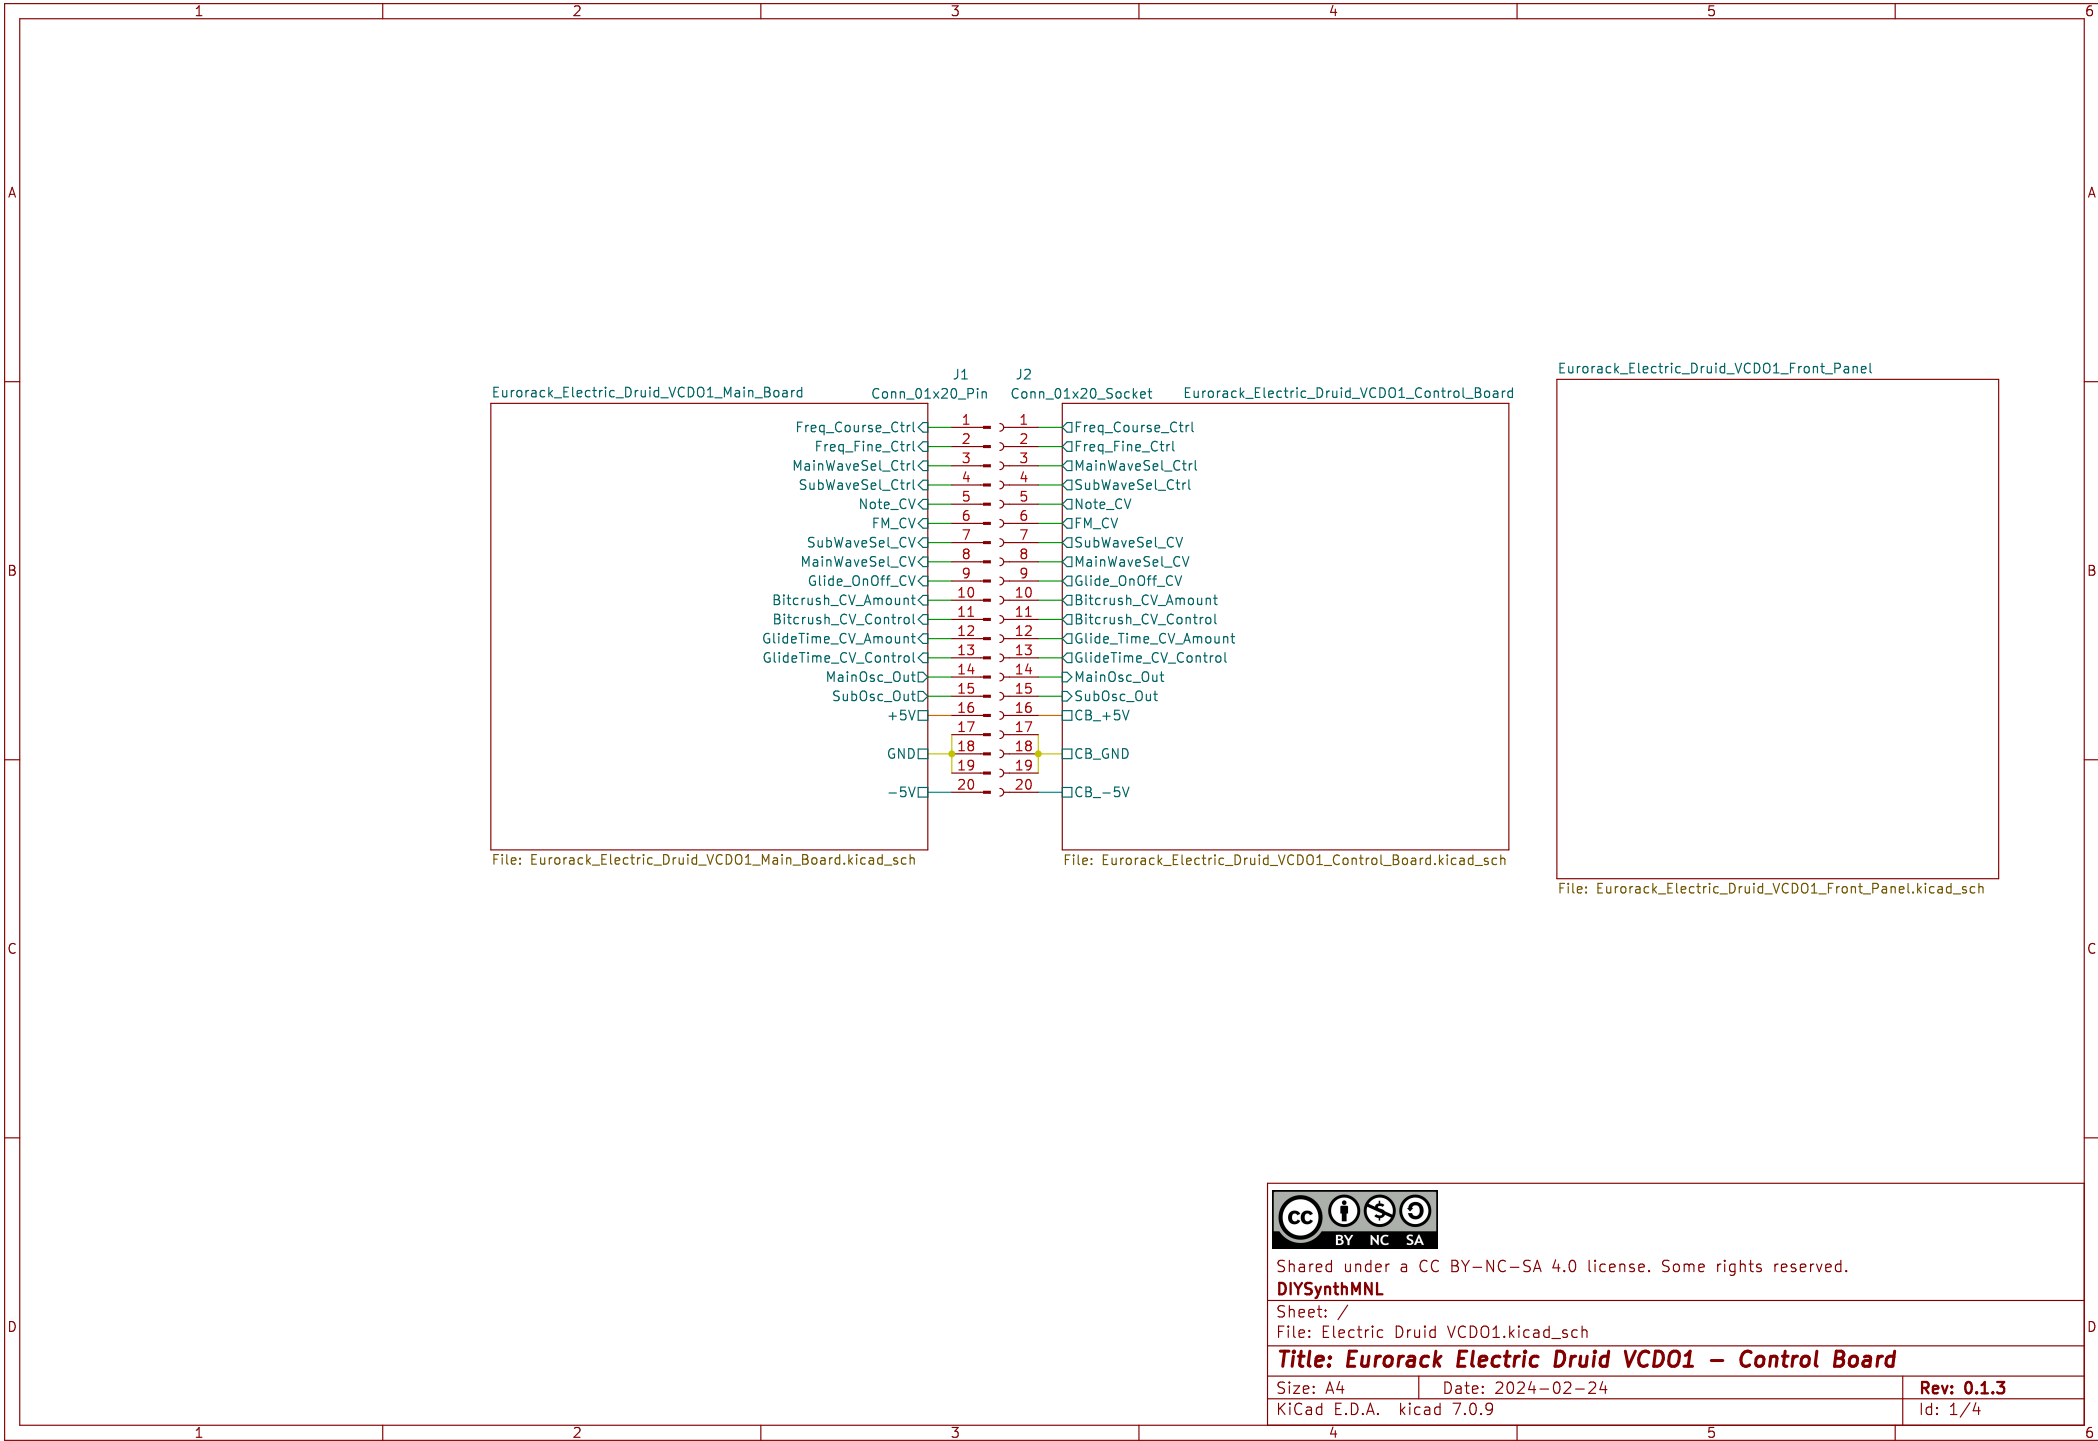 1 2 3 4 5 6
A A
B B
C C
D D
Eurorack_Electric_Druid_VCDO1_Main_Board
J1
Conn_01x20_Pin
J2
Conn_01x20_Socket
Eurorack_Electric_Druid_VCDO1_Control_Board
Eurorack_Electric_Druid_VCDO1_Front_Panel
Freq_Course_Ctrl 1 1 Freq_Course_Ctrl
Freq_Fine_Ctrl 2 2 Freq_Fine_Ctrl
MainWaveSel_Ctrl 3 3 MainWaveSel_Ctrl
SubWaveSel_Ctrl 4 4 SubWaveSel_Ctrl
Note_CV 5 5 Note_CV
FM_CV 6 6 FM_CV
SubWaveSel_CV 7 7 SubWaveSel_CV
MainWaveSel_CV 8 8 MainWaveSel_CV
Glide_OnOff_CV 9 9 Glide_OnOff_CV
Bitcrush_CV_Amount 10 10 Bitcrush_CV_Amount
Bitcrush_CV_Control 11 11 Bitcrush_CV_Control
GlideTime_CV_Amount 12 12 Glide_Time_CV_Amount
GlideTime_CV_Control 13 13 GlideTime_CV_Control
MainOsc_Out 14 14 MainOsc_Out
SubOsc_Out 15 15 SubOsc_Out
+5V 16 16 CB_+5V
17 17
GND 18 18 CB_GND
19 19
-5V 20 20 CB_-5V
File: Eurorack_Electric_Druid_VCDO1_Main_Board.kicad_sch
File: Eurorack_Electric_Druid_VCDO1_Control_Board.kicad_sch
File: Eurorack_Electric_Druid_VCDO1_Front_Panel.kicad_sch
cc BY NC SA
Shared under a CC BY-NC-SA 4.0 license. Some rights reserved.
DIYSynthMNL
Sheet: /
File: Electric Druid VCDO1.kicad_sch
Title: Eurorack Electric Druid VCDO1 - Control Board
Size: A4 Date: 2024-02-24 Rev: 0.1.3
KiCad E.D.A. kicad 7.0.9 Id: 1/4
1 2 3 4 5 6